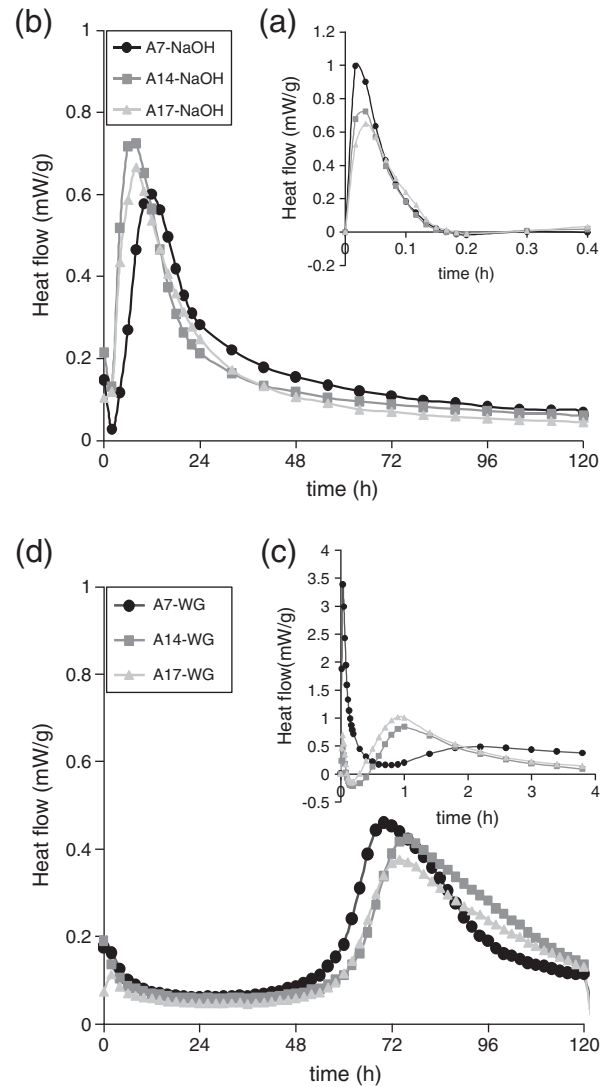 (b)
1
0.8
0.6
0.4
0.2
0
Heat flow (mW/g)
A7-NaOH
A14-NaOH
A17-NaOH
0 24 48 72 96 120
time (h)
(a)
1.2
1
0.8
0.6
0.4
0.2
0
-0.2
Heat flow (mW/g)
0 0.1 0.2 0.3 0.4
time (h)
(d)
1
0.8
0.6
0.4
0.2
0
Heat flow (mW/g)
A7-WG
A14-WG
A17-WG
0 24 48 72 96 120
time (h)
(c)
4
3.5
3
2.5
2
1.5
1
0.5
0
-0.5
Heat flow(mW/g)
0 1 2 3 4
time (h)